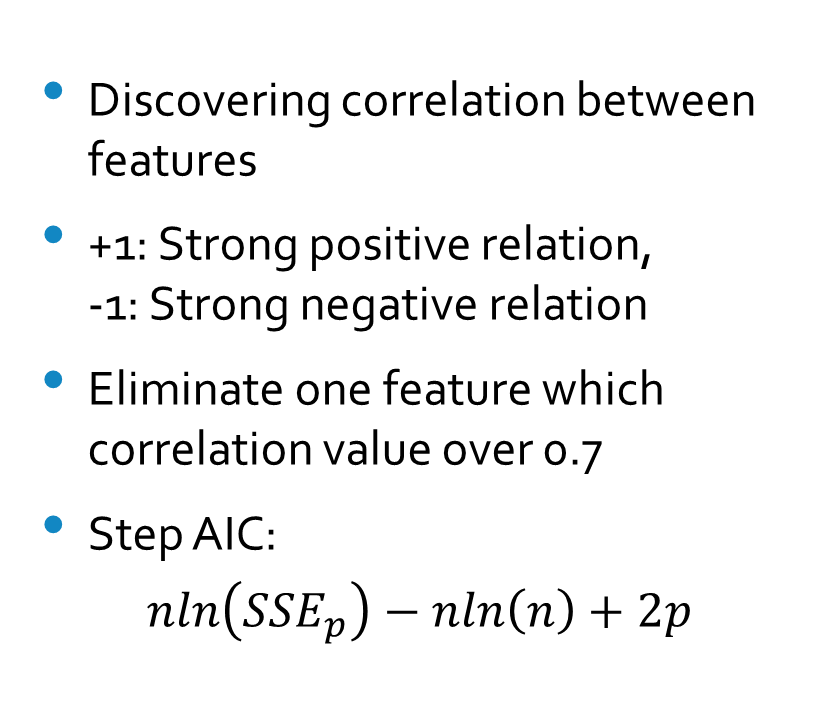 • Discovering correlation between
features
• +1: Strong positive relation,
-1: Strong negative relation
• Eliminate one feature which
correlation value over 0.7
• Step AIC:
nln(SSEₚ) − nln(n) + 2p